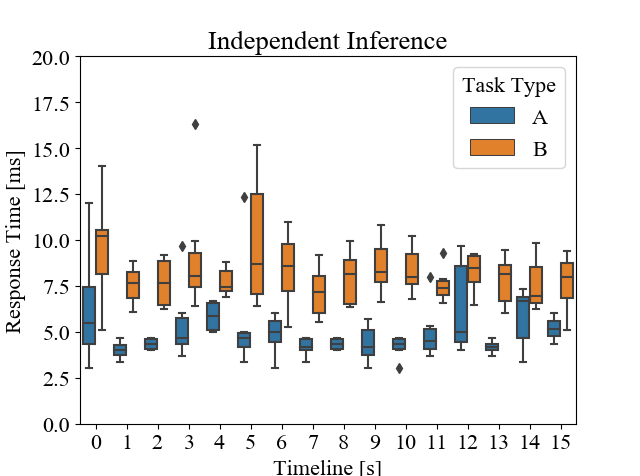 Independent Inference
20.0
17.5
15.0
12.5
10.0
7.5
5.0
2.5
0.0
Response Time [ms]
Task Type
A
B
0 1 2 3 4 5 6 7 8 9 10 11 12 13 14 15
Timeline [s]